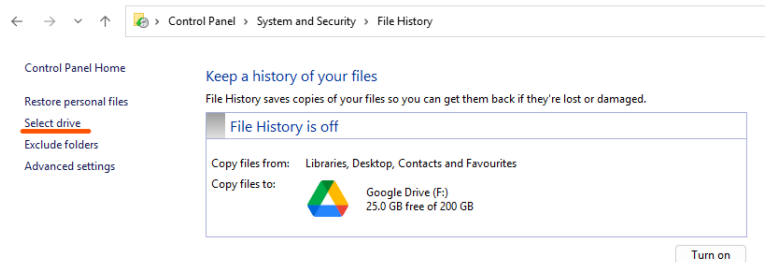 Control Panel > System and Security > File History
Control Panel Home
Restore personal files
Select drive
Exclude folders
Advanced settings
Keep a history of your files
File History saves copies of your files so you can get them back if they're lost or damaged.
File History is off
Copy files from: Libraries, Desktop, Contacts and Favourites
Copy files to:
Google Drive (F:)
25.0 GB free of 200 GB
Turn on